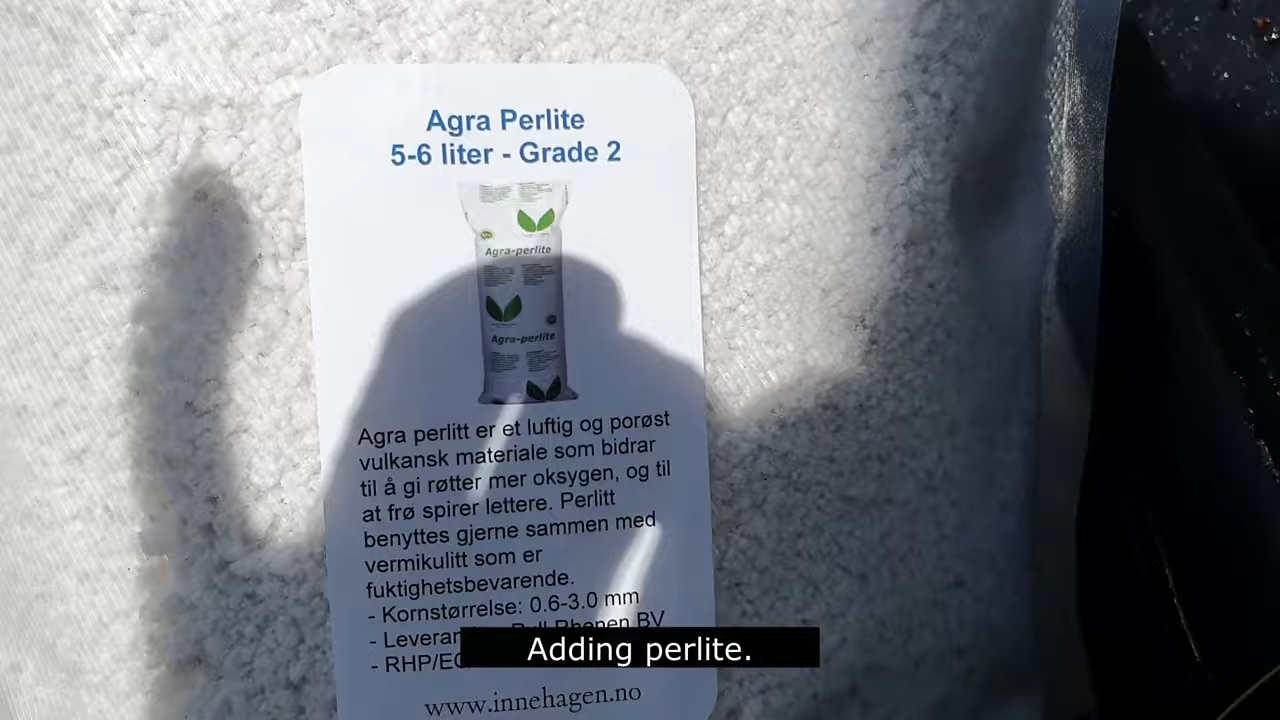 Agra Perlite
5-6 liter - Grade 2
Agra-perlite
Agra-perlite
Agra perlitt er et luftig og porøst
vulkansk materiale som bidrar
til å gi røtter mer oksygen, og til
at frø spirer lettere. Perlitt
benyttes gjerne sammen med
vermikulitt som er
fuktighetsbevarende.
- Kornstørrelse: 0.6-3.0 mm
Rhenen BV
- RHP/EC
Adding perlite.
www.innehagen.no